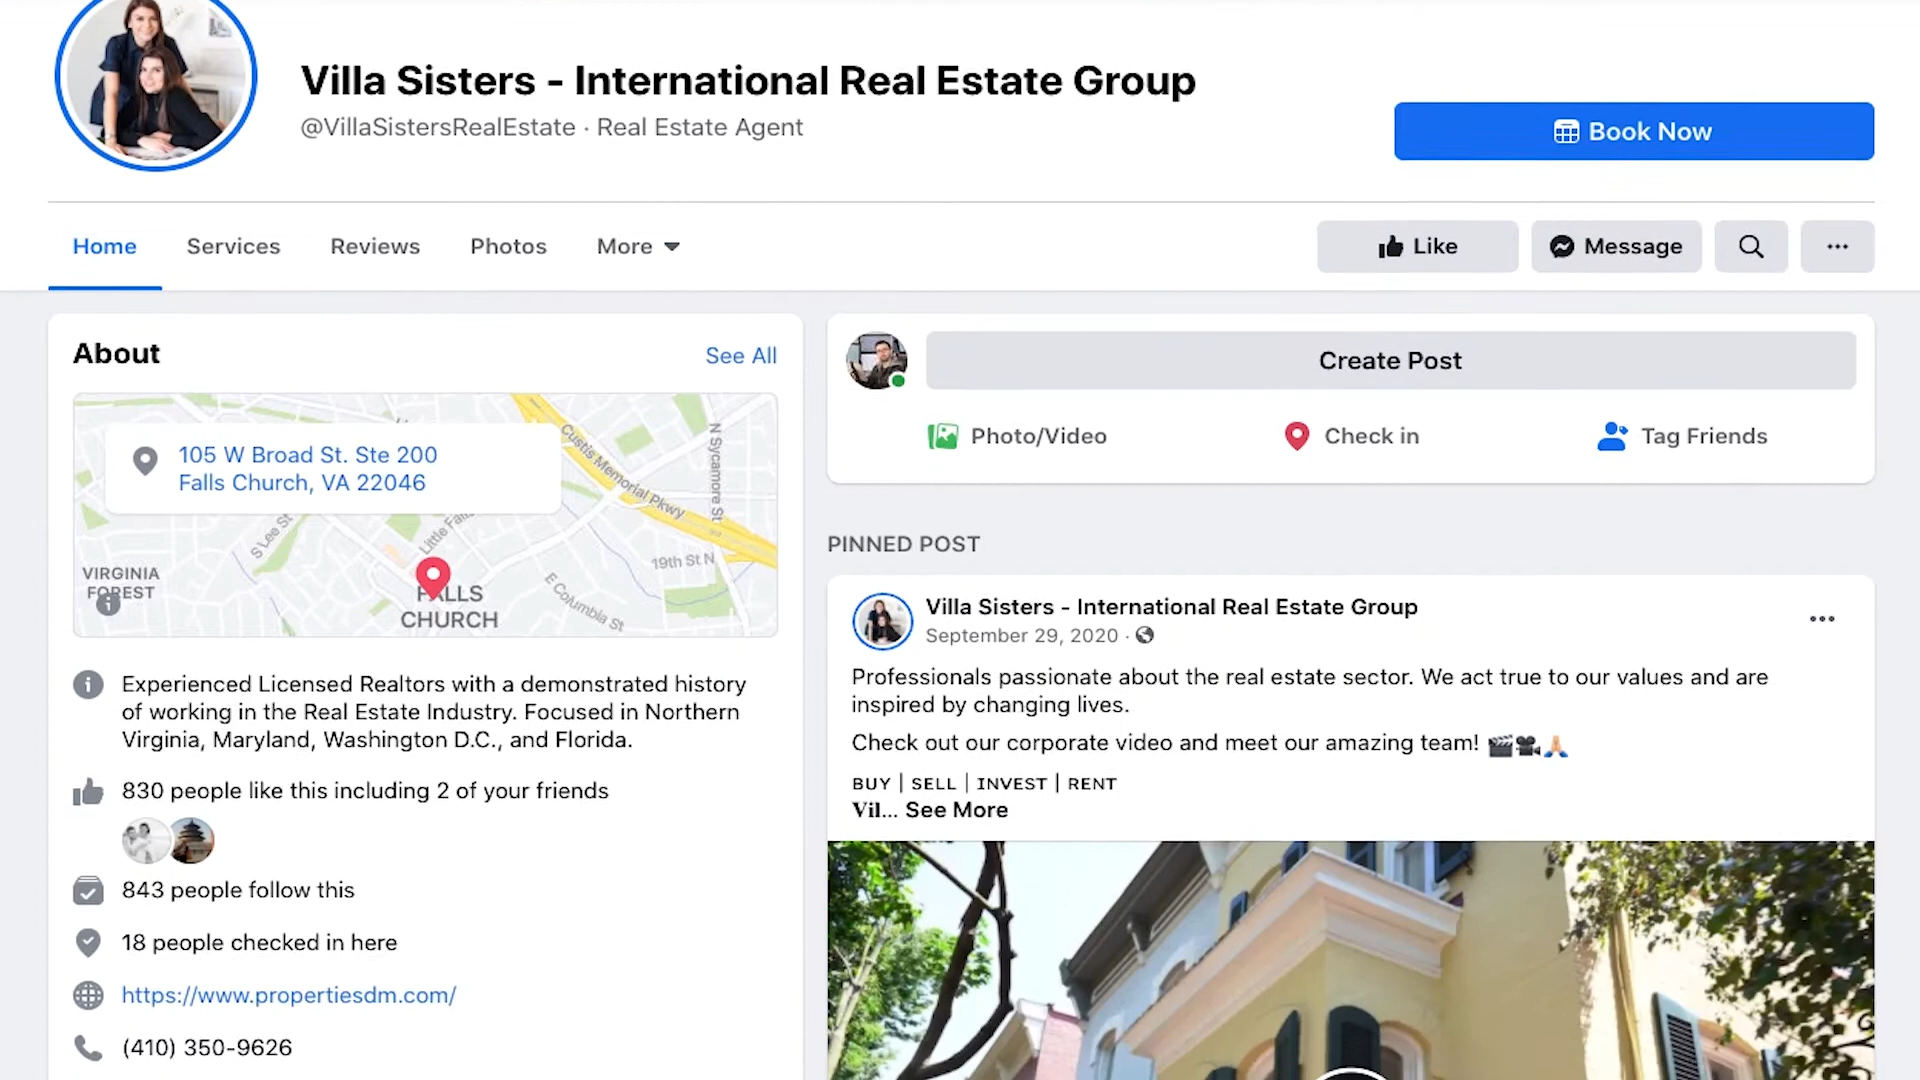 Villa Sisters - International Real Estate Group
@VillaSistersRealEstate · Real Estate Agent
Book Now
Home
Services
Reviews
Photos
More
Like
Message
About
See All
105 W Broad St. Ste 200
Falls Church, VA 22046
Custis Memorial Pkwy
N Sycamore St
S Lee St
19th St N
E Columbia St
VIRGINIA
FOREST
FALLS
CHURCH
Experienced Licensed Realtors with a demonstrated history
of working in the Real Estate Industry. Focused in Northern
Virginia, Maryland, Washington D.C., and Florida.
830 people like this including 2 of your friends
843 people follow this
18 people checked in here
https://www.propertiesdm.com/
(410) 350-9626
Create Post
Photo/Video
Check in
Tag Friends
PINNED POST
Villa Sisters - International Real Estate Group
September 29, 2020 ·
Professionals passionate about the real estate sector. We act true to our values and are
inspired by changing lives.
Check out our corporate video and meet our amazing team! 🎬🎥🙏🏼
ʙᴜʏ | ꜱᴇʟʟ | ɪɴᴠᴇꜱᴛ | ʀᴇɴᴛ
𝐕𝐢𝐥... See More